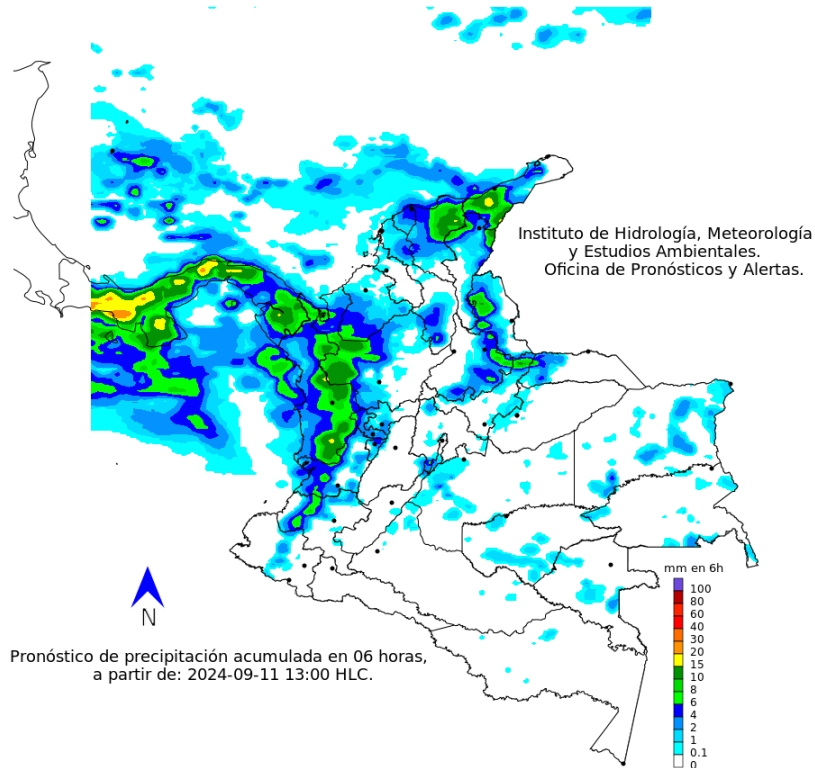 Instituto de Hidrología, Meteorología
y Estudios Ambientales.
Oficina de Pronósticos y Alertas.
mm en 6h
100
80
60
40
30
20
15
10
8
6
4
2
1
0.1
0
N
Pronóstico de precipitación acumulada en 06 horas,
a partir de: 2024-09-11 13:00 HLC.